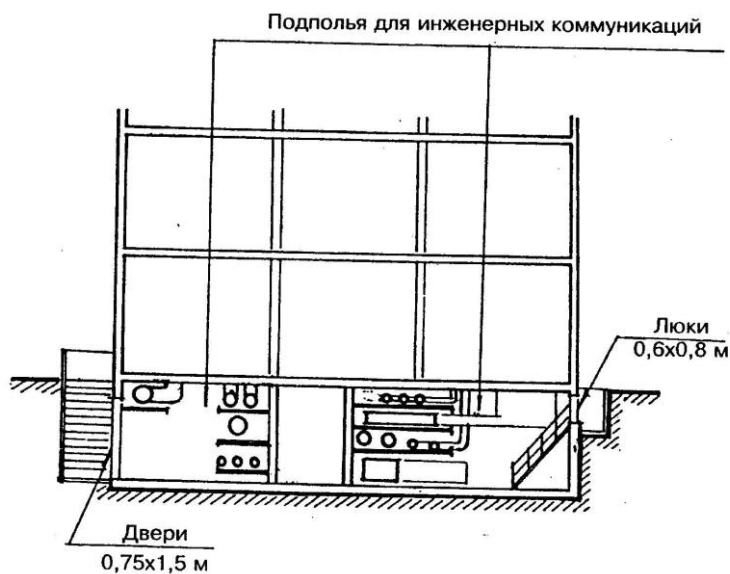 Подполья для инженерных коммуникаций
Люки
0,6х0,8 м
Двери
0,75х1,5 м